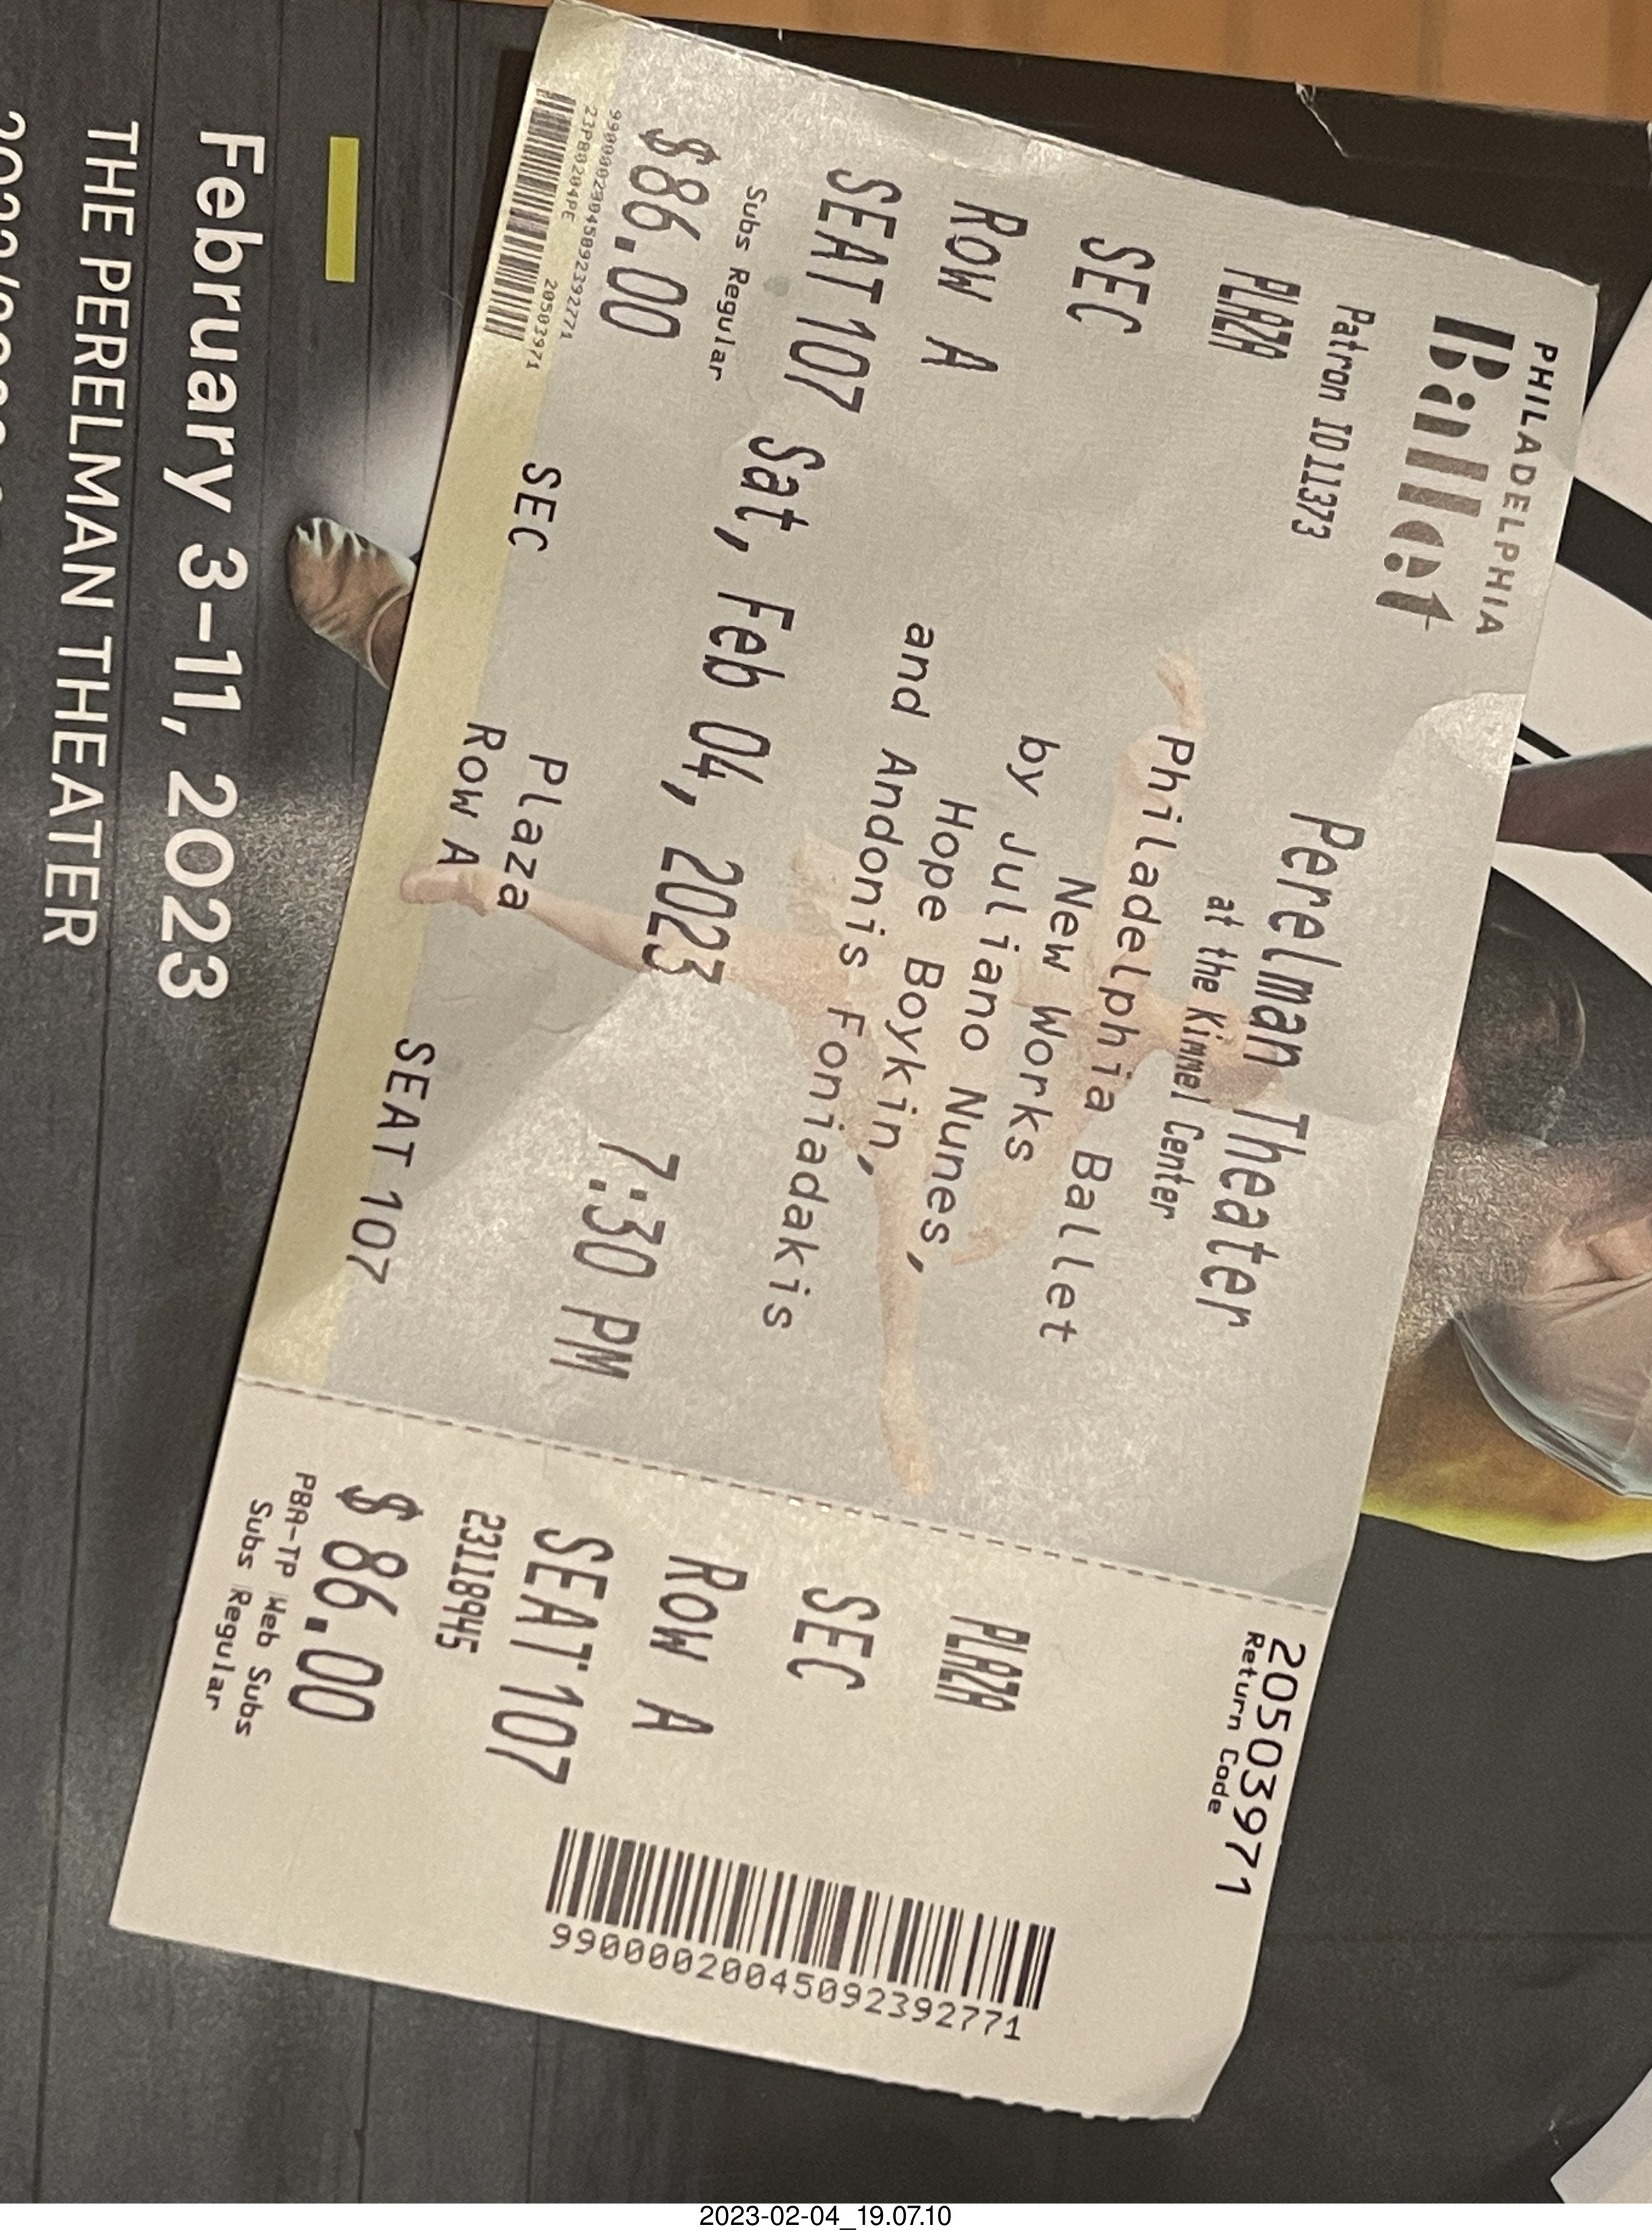 PHILADELPHIA
Ballet
Patron ID 11373
PLAZA
SEC
ROW A
SEAT 107
Subs Regular
$86.00
23PB0204PE 20503971
Perelman Theater
at the Kimmel Center
Philadelphia Ballet
New Works
by Juliano Nunes,
Hope Boykin,
and Andonis Foniadakis
Sat, Feb 04, 2023 7:30 PM
Plaza
SEC Row A SEAT 107
20503971
Return Code
PLAZA
SEC
ROW A
SEAT 107
23118945
$ 86.00
PBA-TP Web Subs
Subs Regular
99000020045092392771
February 3-11, 2023
THE PERELMAN THEATER
2023-02-04_19.07.10